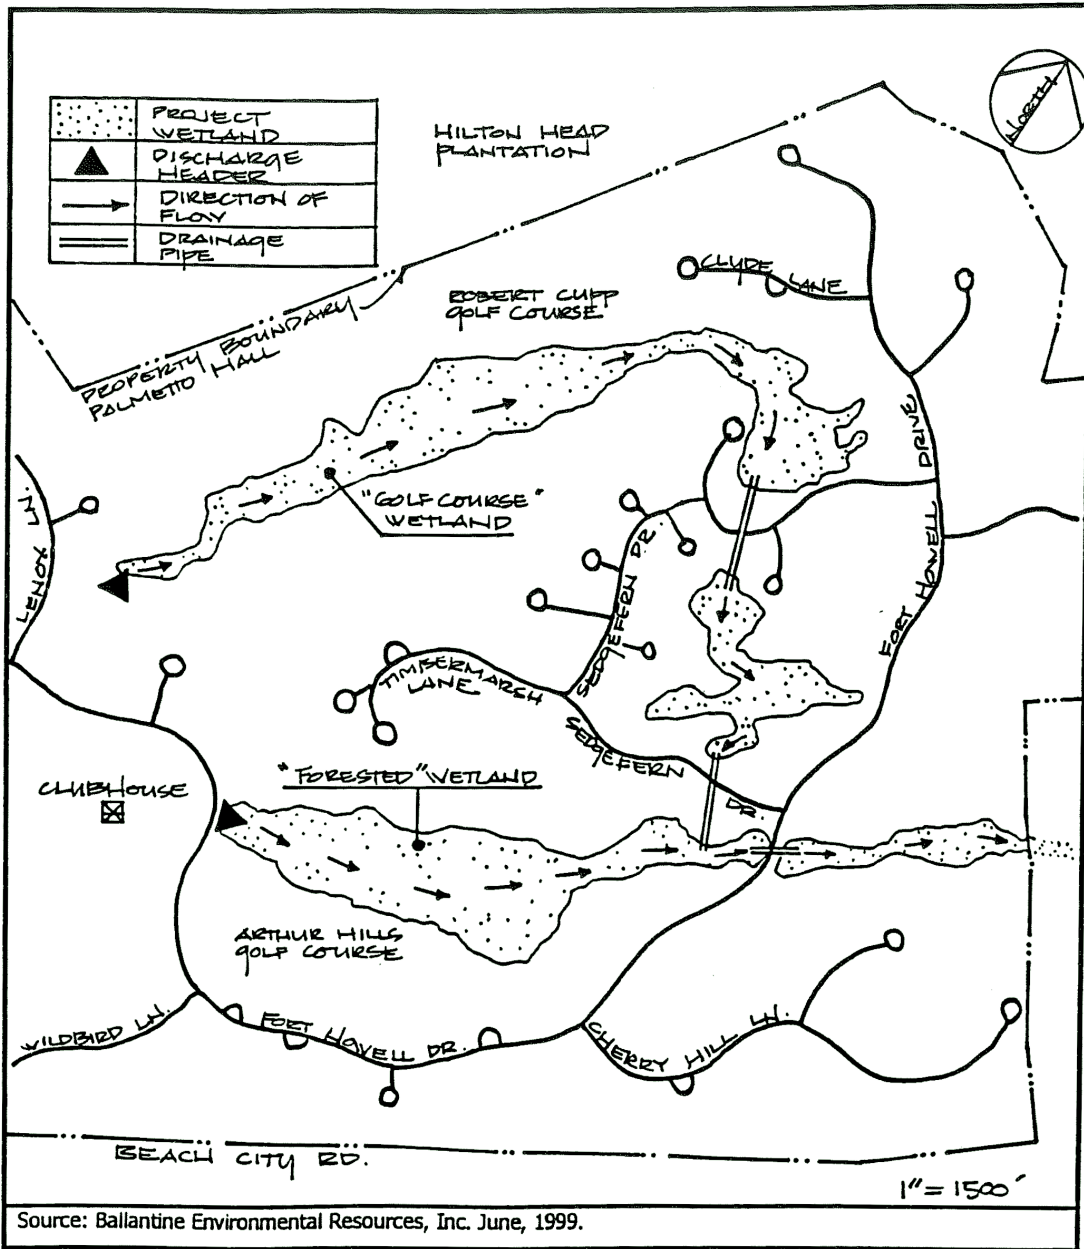 PROJECT
WETLAND
DISCHARGE
HEADER
DIRECTION OF
FLOW
DRAINAGE
PIPE
HILTON HEAD
PLANTATION
NORTH
PROPERTY BOUNDARY
PALMETTO HALL
ROBERT CUPP
GOLF COURSE
CLYDE LANE
"GOLF COURSE"
WETLAND
LENOX LN
SEDGEFERN DR
FORT HOWELL DRIVE
TIMBERMARSH
LANE
SEDGEFERN DR
CLUBHOUSE
"FORESTED" WETLAND
ARTHUR HILLS
GOLF COURSE
WILDBIRD LN.
FORT HOWELL DR.
CHERRY HILL LN.
BEACH CITY RD.
1" = 1500'
Source: Ballantine Environmental Resources, Inc. June, 1999.